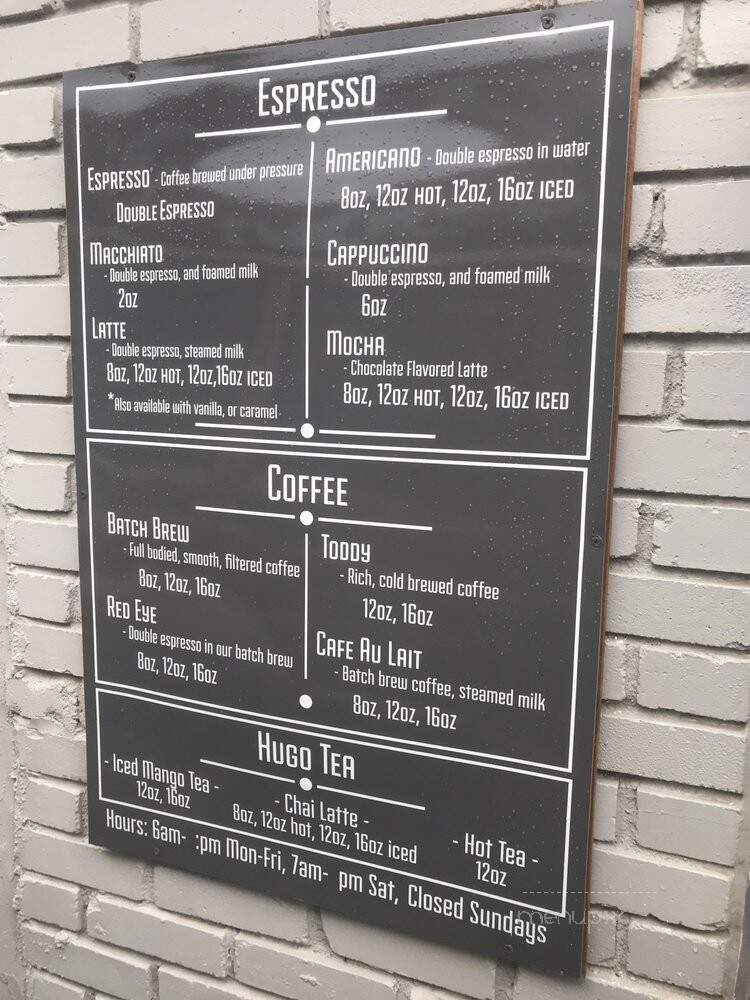 Espresso
Espresso - Coffee brewed under pressure
Double Espresso
Macchiato
- Double espresso, and foamed milk
2oz
Latte
- Double espresso, steamed milk
8oz, 12oz hot, 12oz,16oz iced
*Also available with vanilla, or caramel
Americano - Double espresso in water
8oz, 12oz hot, 12oz, 16oz iced
Cappuccino
- Double espresso, and foamed milk
6oz
Mocha
- Chocolate Flavored Latte
8oz, 12oz hot, 12oz, 16oz iced
Coffee
Batch Brew
- Full bodied, smooth, filtered coffee
8oz, 12oz, 16oz
Red Eye
- Double espresso in our batch brew
8oz, 12oz, 16oz
Toddy
- Rich, cold brewed coffee
12oz, 16oz
Cafe Au Lait
- Batch brew coffee, steamed milk
8oz, 12oz, 16oz
Hugo Tea
- Iced Mango Tea -
12oz, 16oz
- Chai Latte -
8oz, 12oz hot, 12oz, 16oz iced
- Hot Tea -
12oz
Hours: 6am- :pm Mon-Fri, 7am- pm Sat, Closed Sundays